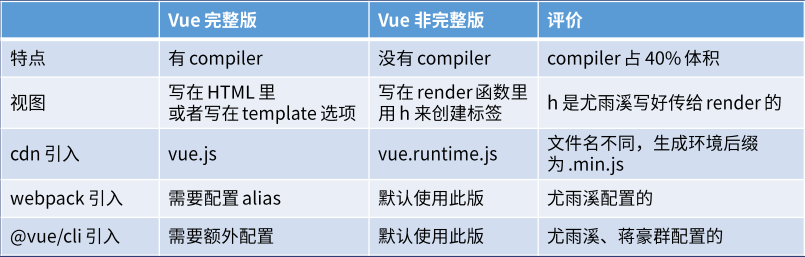 Vue 完整版 Vue 非完整版 评价
特点 有 compiler 没有 compiler compiler 占 40% 体积
视图 写在 HTML 里
或者写在 template 选项 写在 render 函数里
用 h 来创建标签 h 是尤雨溪写好传给 render 的
cdn 引入 vue.js vue.runtime.js 文件名不同，生成环境后缀
为 .min.js
webpack 引入 需要配置 alias 默认使用此版 尤雨溪配置的
@vue/cli 引入 需要额外配置 默认使用此版 尤雨溪、蒋豪群配置的